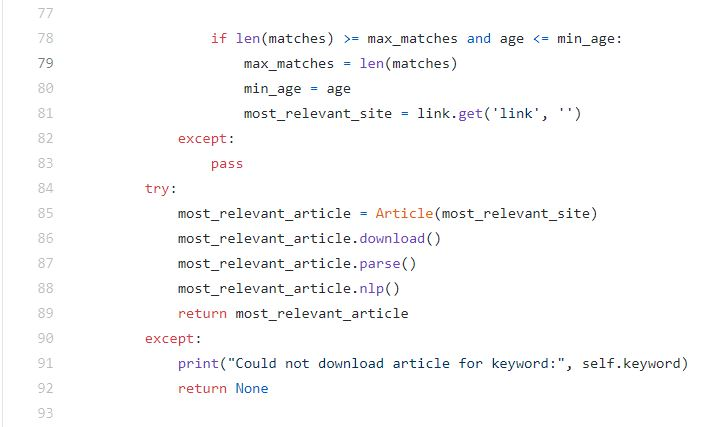 77
78                    if len(matches) >= max_matches and age <= min_age:
79                        max_matches = len(matches)
80                        min_age = age
81                        most_relevant_site = link.get('link', '')
82                except:
83                    pass
84            try:
85                most_relevant_article = Article(most_relevant_site)
86                most_relevant_article.download()
87                most_relevant_article.parse()
88                most_relevant_article.nlp()
89                return most_relevant_article
90            except:
91                print("Could not download article for keyword:", self.keyword)
92                return None
93